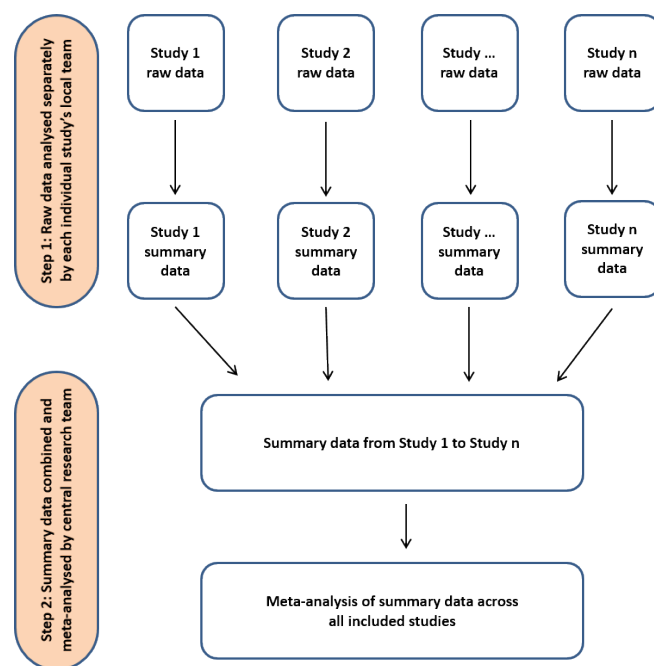 Step 1: Raw data analysed separately
by each individual study's local team
Study 1
raw data
Study 2
raw data
Study ...
raw data
Study n
raw data
Study 1
summary
data
Study 2
summary
data
Study ...
summary
data
Study n
summary
data
Step 2: Summary data combined and
meta-analysed by central research team
Summary data from Study 1 to Study n
Meta-analysis of summary data across
all included studies